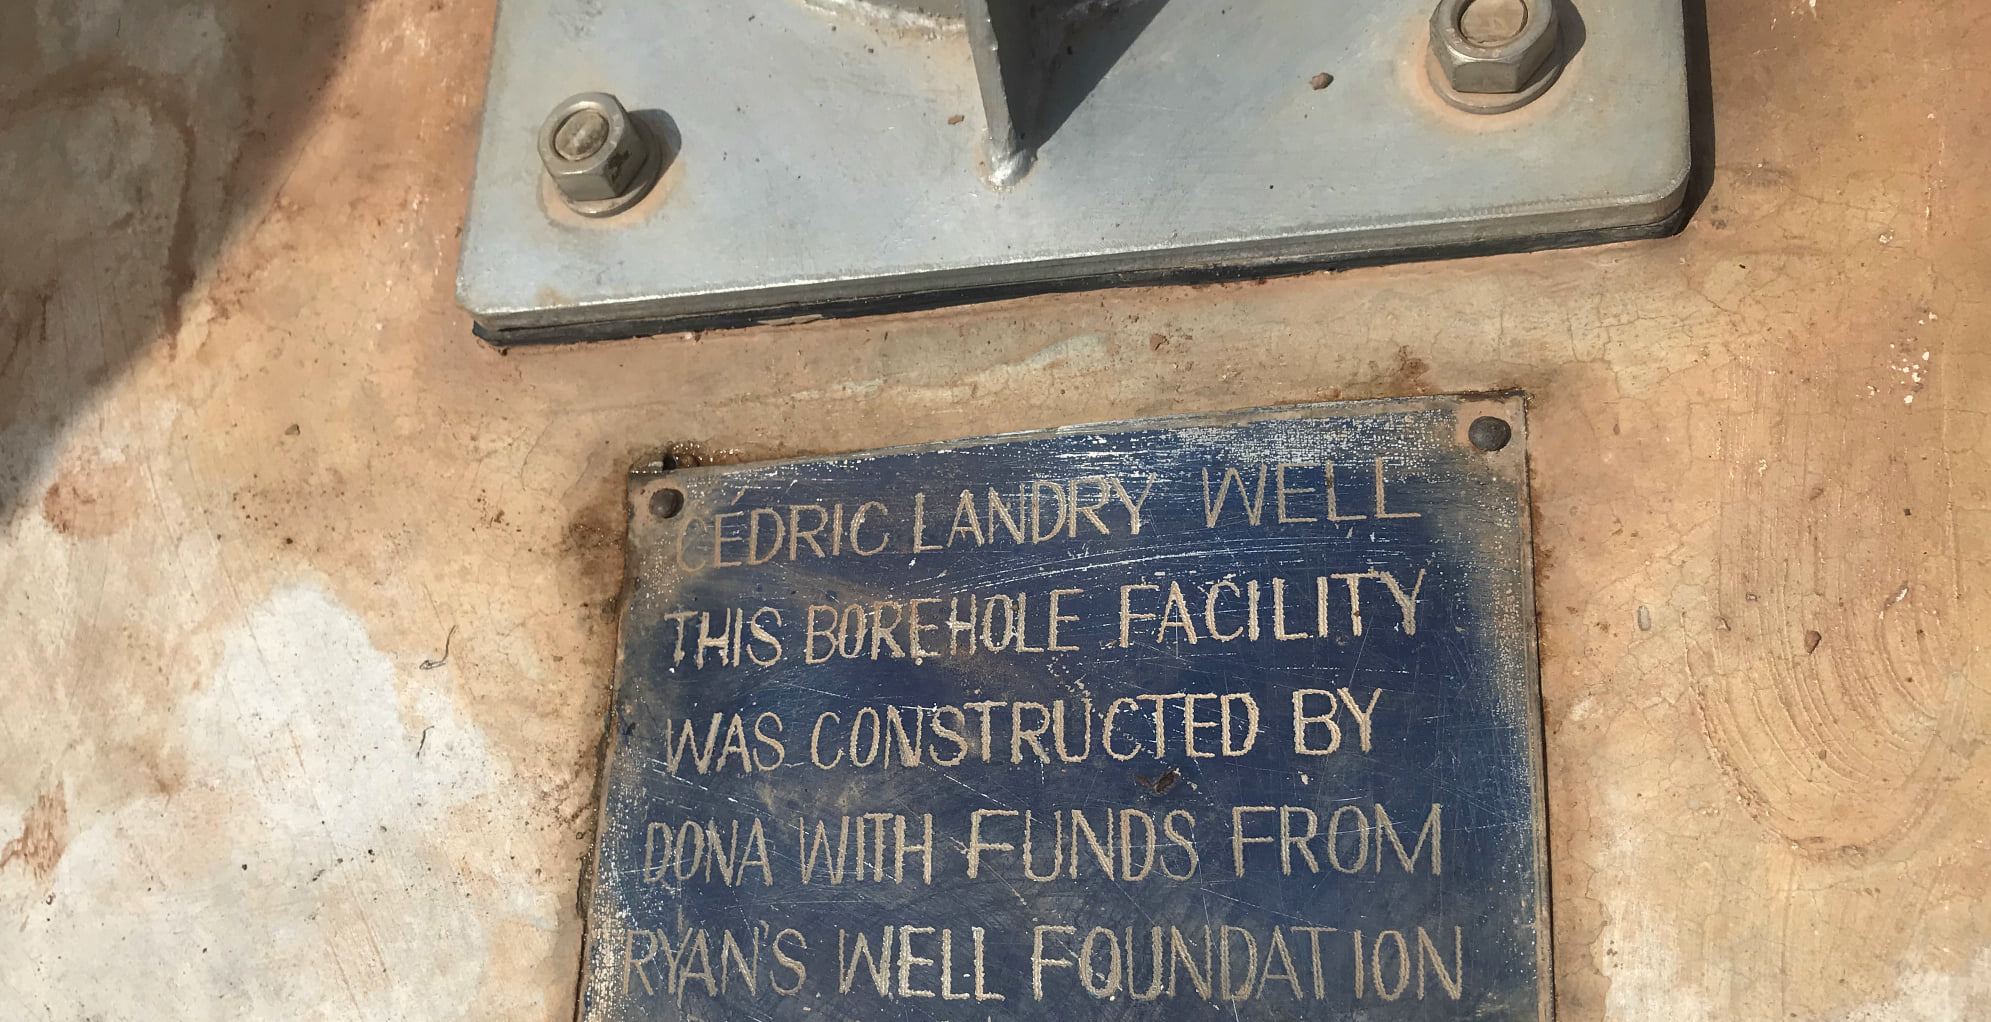 CÉDRIC LANDRY WELL
THIS BOREHOLE FACILITY
WAS CONSTRUCTED BY
DONA WITH FUNDS FROM
RYAN'S WELL FOUNDATION